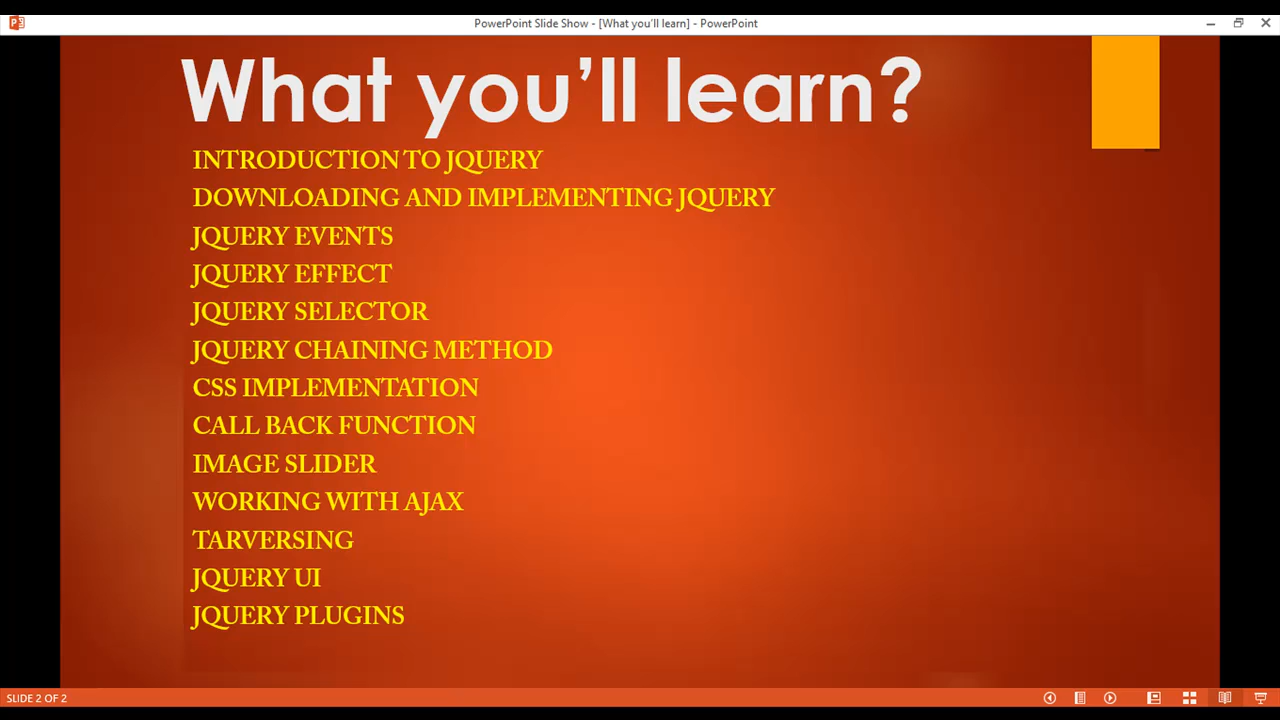 PowerPoint Slide Show - [What you'll learn] - PowerPoint
What you’ll learn?
INTRODUCTION TO JQUERY
DOWNLOADING AND IMPLEMENTING JQUERY
JQUERY EVENTS
JQUERY EFFECT
JQUERY SELECTOR
JQUERY CHAINING METHOD
CSS IMPLEMENTATION
CALL BACK FUNCTION
IMAGE SLIDER
WORKING WITH AJAX
TARVERSING
JQUERY UI
JQUERY PLUGINS
SLIDE 2 OF 2